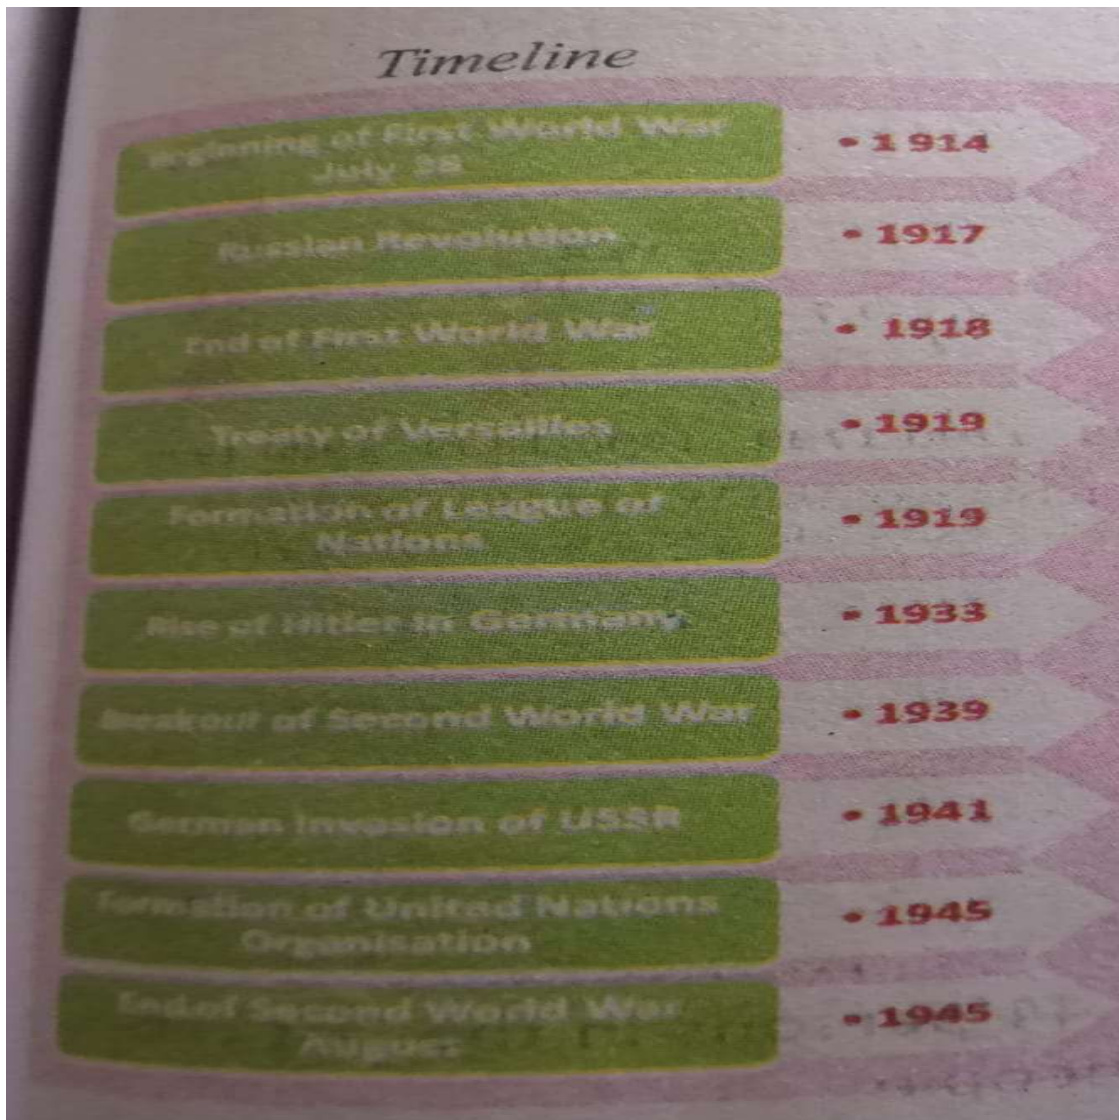 Timeline
Beginning of First World War
• 1914
July 28
Russian Revolution
• 1917
End of First World War
• 1918
Treaty of Versailles
• 1919
Formation of League of
Nations
• 1919
Rise of Hitler in Germany
• 1933
Breakout of Second World War
• 1939
German Invasion of USSR
• 1941
Formation of United Nations
Organisation
• 1945
End of Second World War
August
• 1945